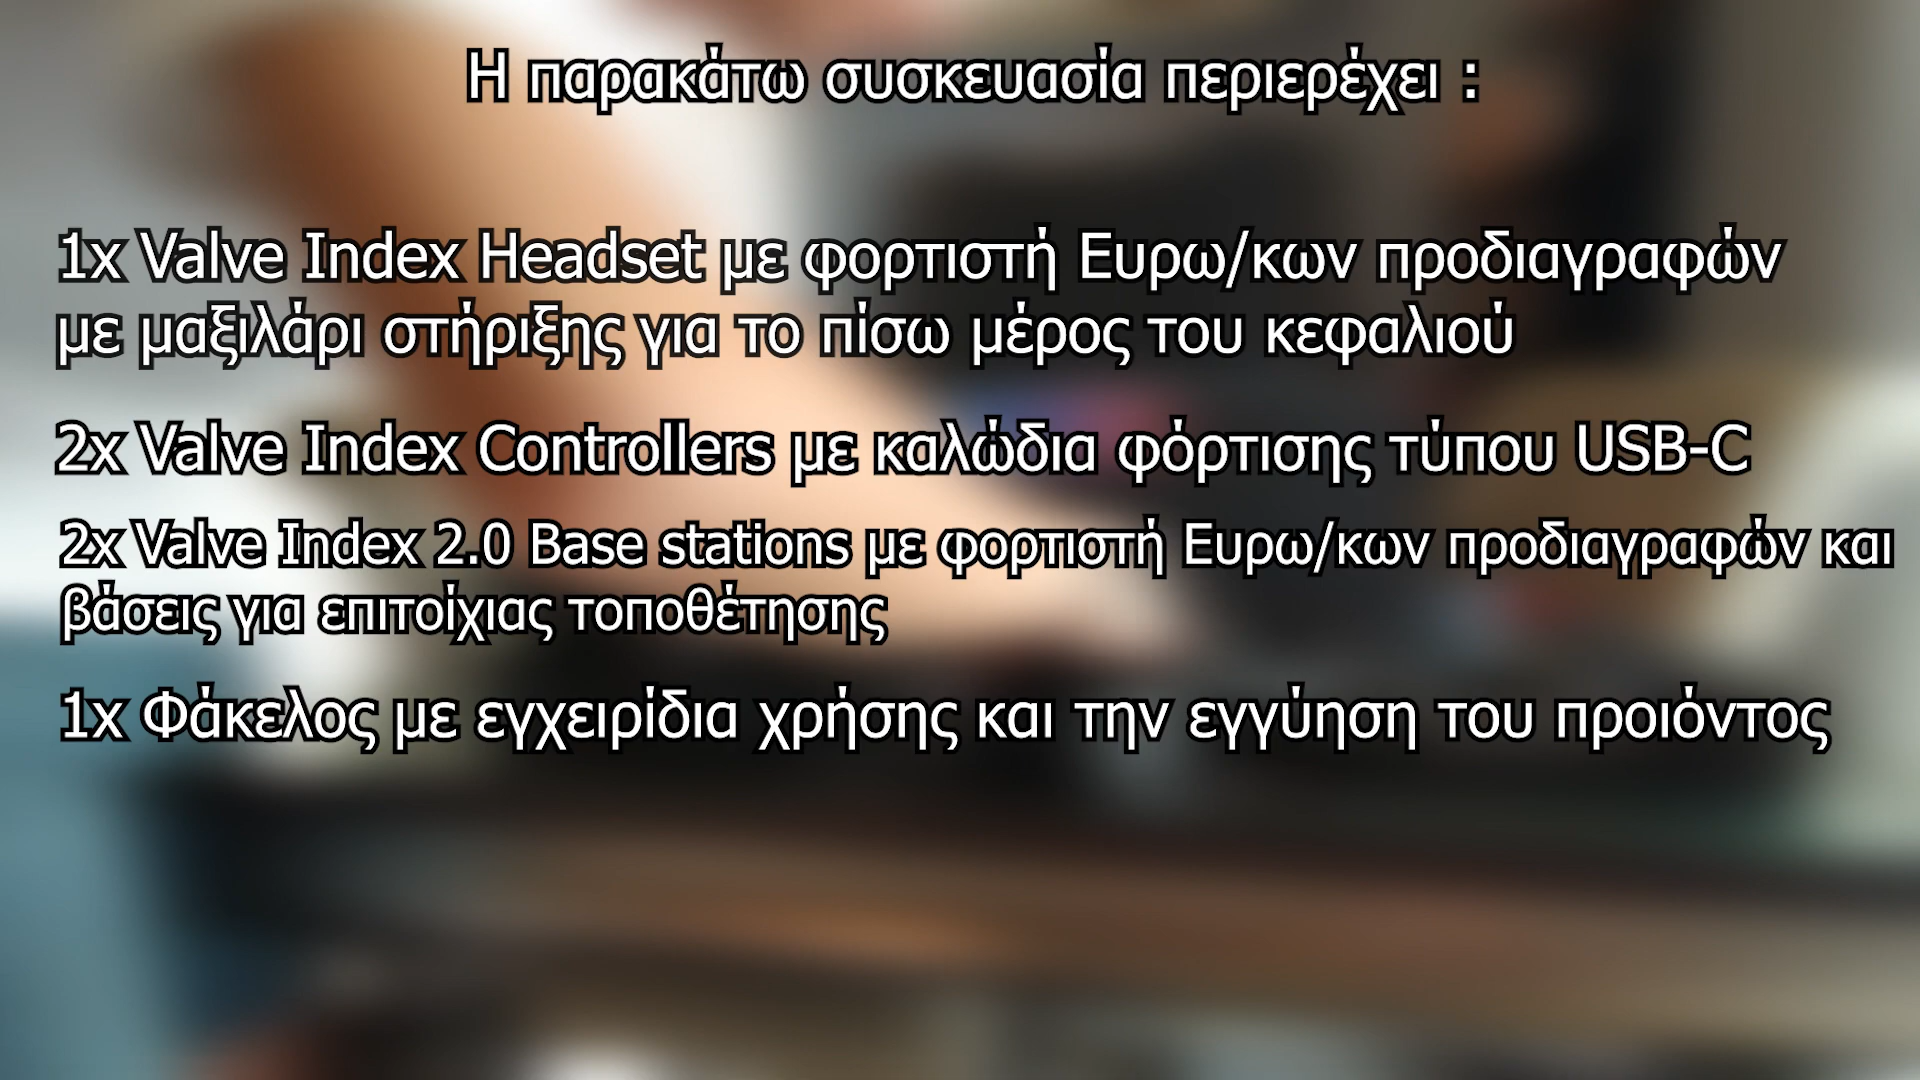 Η παρακάτω συσκευασία περιερέχει :
1x Valve Index Headset με φορτιστή Ευρω/κων προδιαγραφών
με μαξιλάρι στήριξης για το πίσω μέρος του κεφαλιού
2x Valve Index Controllers με καλώδια φόρτισης τύπου USB-C
2x Valve Index 2.0 Base stations με φορτιστή Ευρω/κων προδιαγραφών και
βάσεις για επιτοίχιας τοποθέτησης
1x Φάκελος με εγχειρίδια χρήσης και την εγγύηση του προιόντος